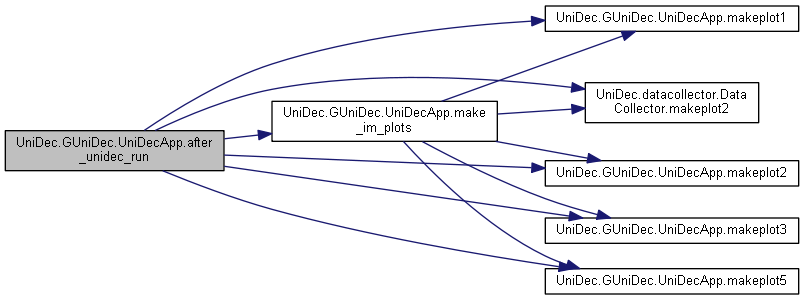 UniDec.GUniDec.UniDecApp.after
_unidec_run
UniDec.GUniDec.UniDecApp.make
_im_plots
UniDec.GUniDec.UniDecApp.makeplot1
UniDec.datacollector.Data
Collector.makeplot2
UniDec.GUniDec.UniDecApp.makeplot2
UniDec.GUniDec.UniDecApp.makeplot3
UniDec.GUniDec.UniDecApp.makeplot5